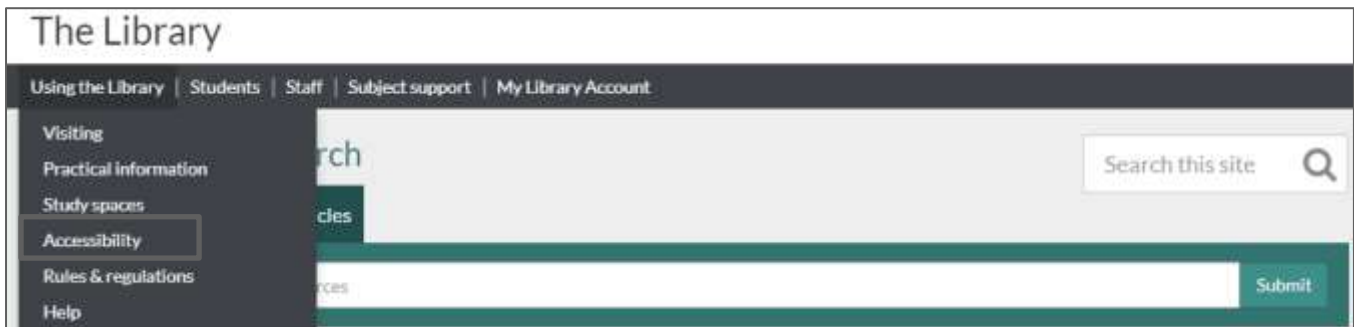 The Library
Using the Library | Students | Staff | Subject support | My Library Account
Visiting
rch
Search this site
Practical information
Study spaces
cles
Accessibility
Rules & regulations
rces
Submit
Help